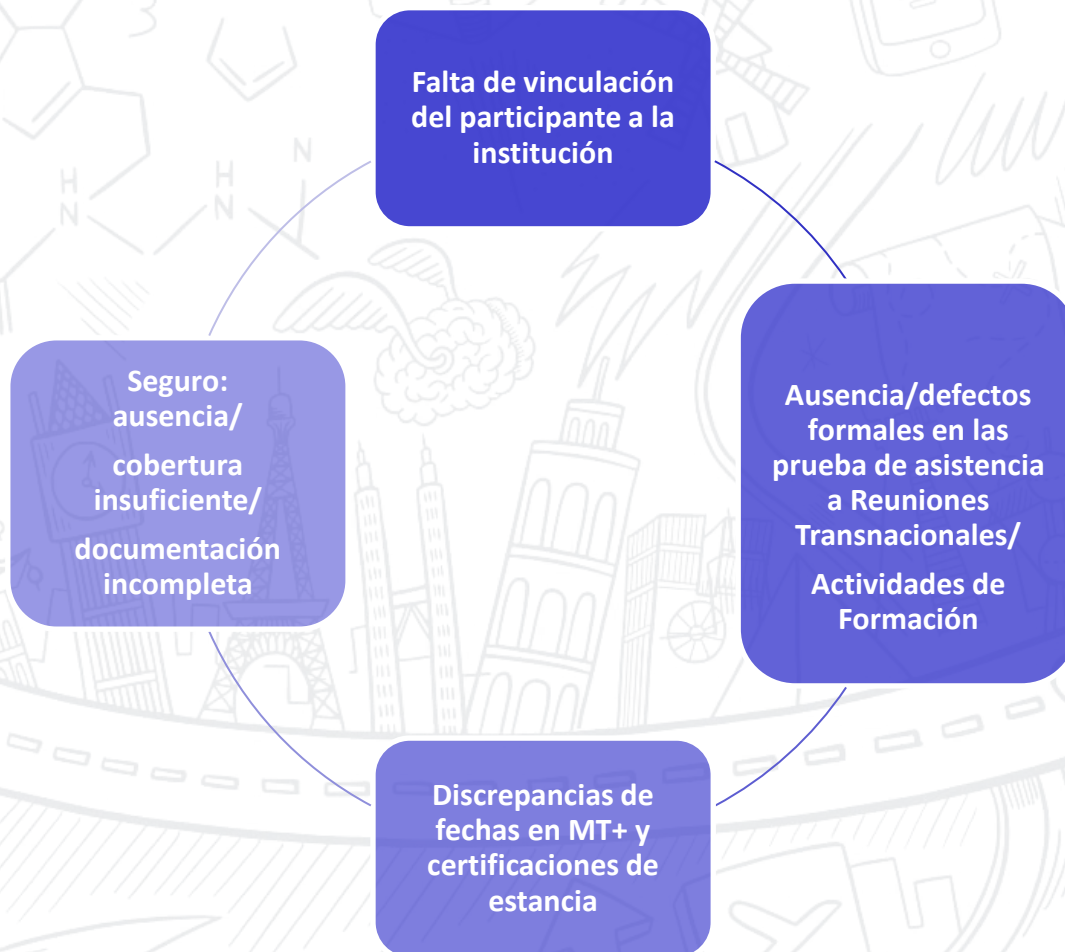 Falta de vinculación
del participante a la
institución
Ausencia/defectos
formales en las
prueba de asistencia
a Reuniones
Transnacionales/
Actividades de
Formación
Discrepancias de
fechas en MT+ y
certificaciones de
estancia
Seguro:
ausencia/
cobertura
insuficiente/
documentación
incompleta
H
N
H
N
N